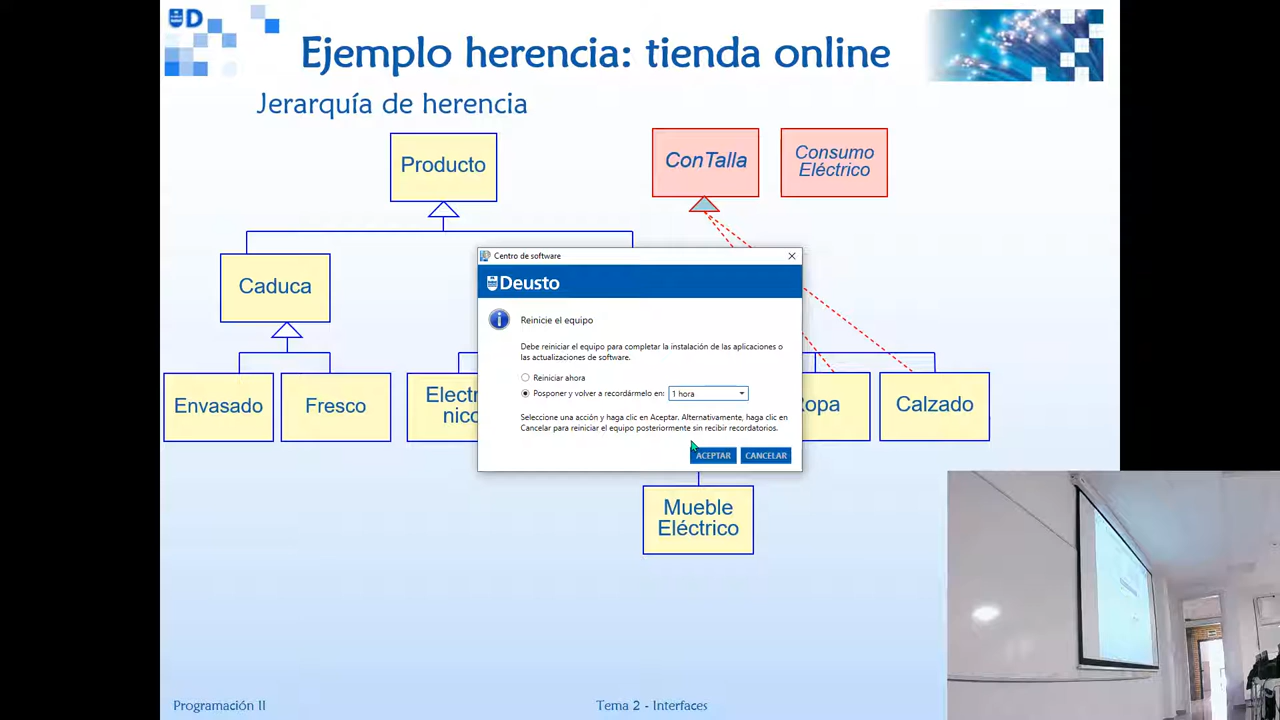 UD
Ejemplo herencia: tienda online
Jerarquía de herencia
Producto
ConTalla
Consumo
Eléctrico
Centro de software
Deusto
Reinicie el equipo
Debe reiniciar el equipo para completar la instalación de las aplicaciones o
las actualizaciones de software.
Reiniciar ahora
Posponer y volver a recordármelo en:
1 hora
Seleccione una acción y haga clic en Aceptar. Alternativamente, haga clic en
Cancelar para reiniciar el equipo posteriormente sin recibir recordatorios.
ACEPTAR
CANCELAR
Caduca
Envasado
Fresco
Electr
nico
Ropa
Calzado
Mueble
Eléctrico
Programación II
Tema 2 - Interfaces